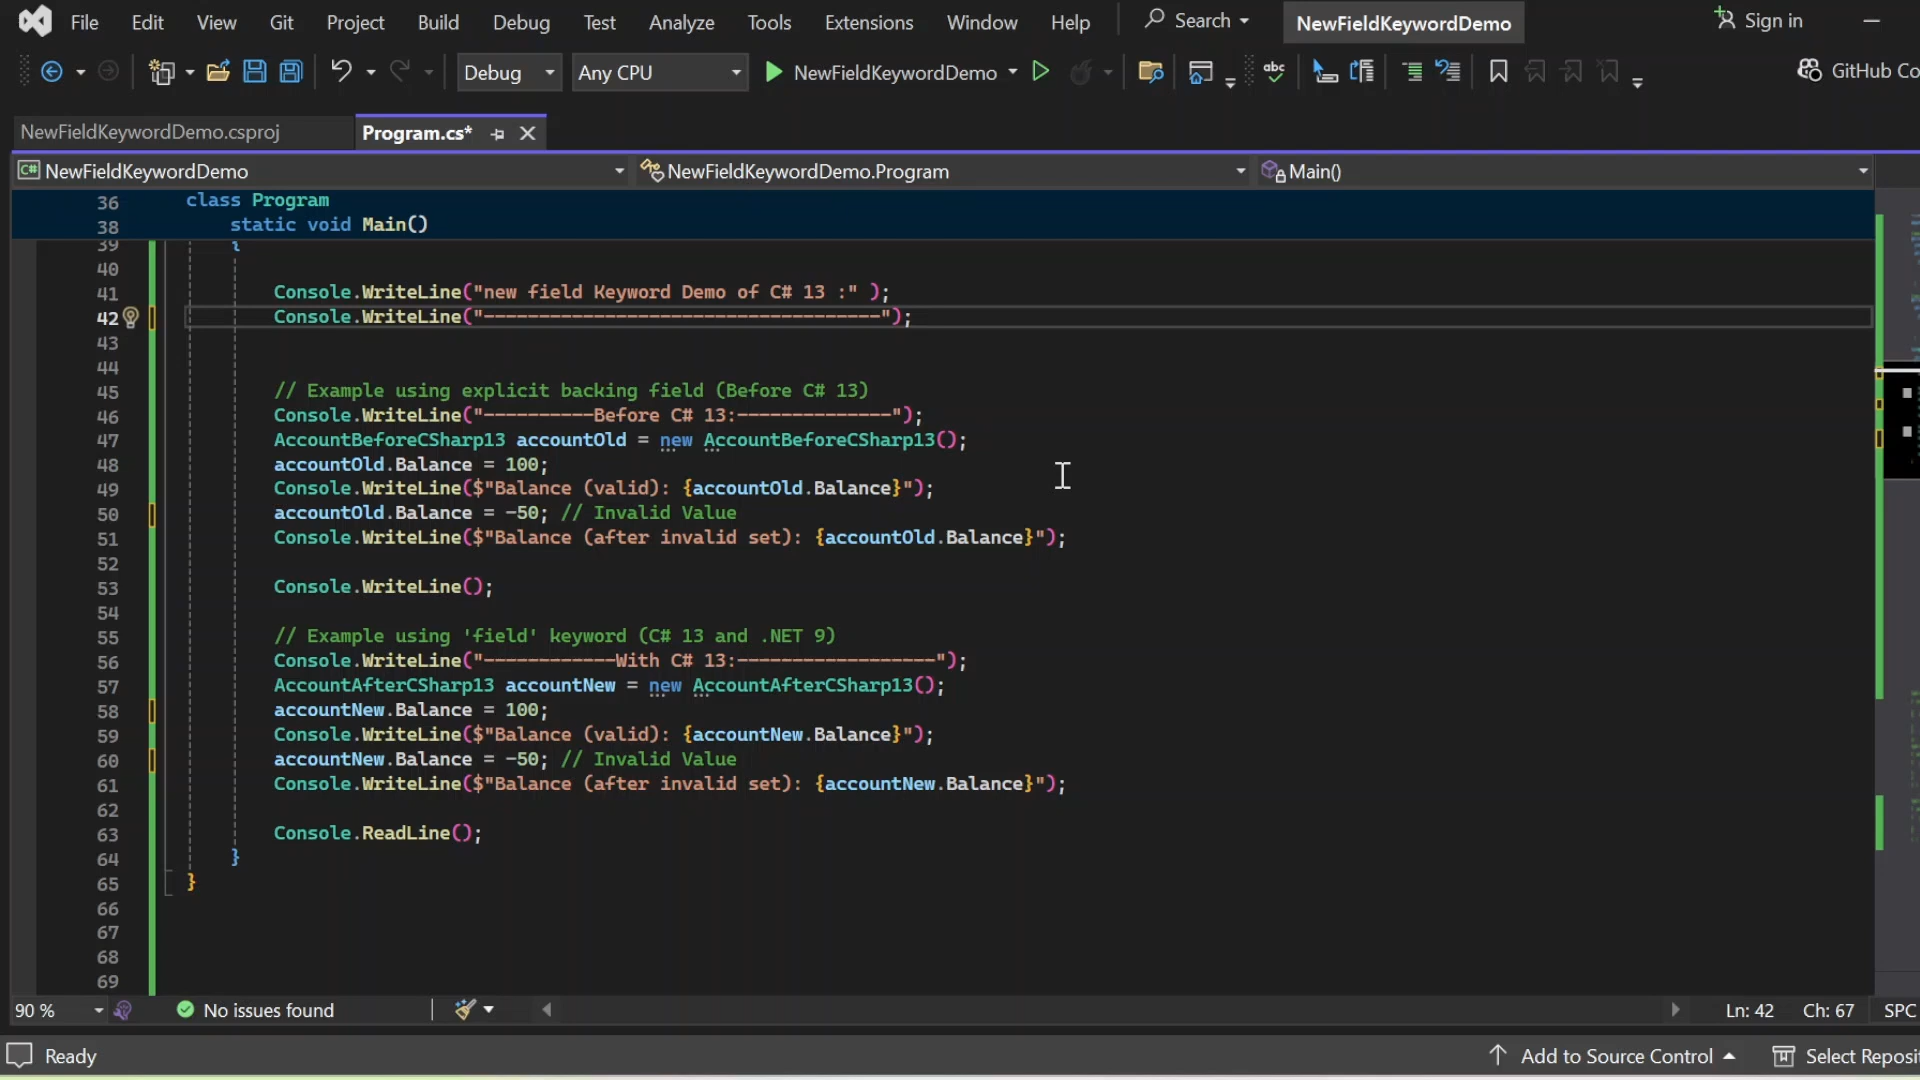 File Edit View Git Project Build Debug Test Analyze Tools Extensions Window Help Search NewFieldKeywordDemo Sign in
Debug Any CPU NewFieldKeywordDemo abc GitHub Co
NewFieldKeywordDemo.csproj Program.cs*
C# NewFieldKeywordDemo NewFieldKeywordDemo.Program Main()
36 class Program
38 static void Main()
39 {
40
41 Console.WriteLine("new field Keyword Demo of C# 13 :" );
42 Console.WriteLine("------------------------------------");
43
44
45 // Example using explicit backing field (Before C# 13)
46 Console.WriteLine("----------Before C# 13:--------------");
47 AccountBeforeCSharp13 accountOld = new AccountBeforeCSharp13();
48 accountOld.Balance = 100;
49 Console.WriteLine($"Balance (valid): {accountOld.Balance}");
50 accountOld.Balance = -50; // Invalid Value
51 Console.WriteLine($"Balance (after invalid set): {accountOld.Balance}");
52
53 Console.WriteLine();
54
55 // Example using 'field' keyword (C# 13 and .NET 9)
56 Console.WriteLine("------------With C# 13:------------------");
57 AccountAfterCSharp13 accountNew = new AccountAfterCSharp13();
58 accountNew.Balance = 100;
59 Console.WriteLine($"Balance (valid): {accountNew.Balance}");
60 accountNew.Balance = -50; // Invalid Value
61 Console.WriteLine($"Balance (after invalid set): {accountNew.Balance}");
62
63 Console.ReadLine();
64 }
65 }
66
67
68
69
90 % No issues found Ln: 42 Ch: 67 SPC
Ready Add to Source Control Select Reposit